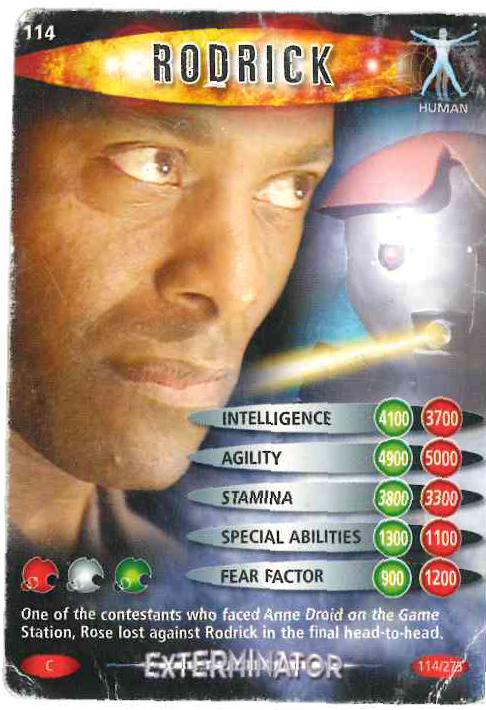 114
RODRICK
HUMAN
INTELLIGENCE 4100 3700
AGILITY 4900 5000
STAMINA 3800 3300
SPECIAL ABILITIES 1300 1100
FEAR FACTOR 900 1200
One of the contestants who faced Anne Droid on the Game
Station, Rose lost against Rodrick in the final head-to-head.
C EXTERMINATOR 114/275